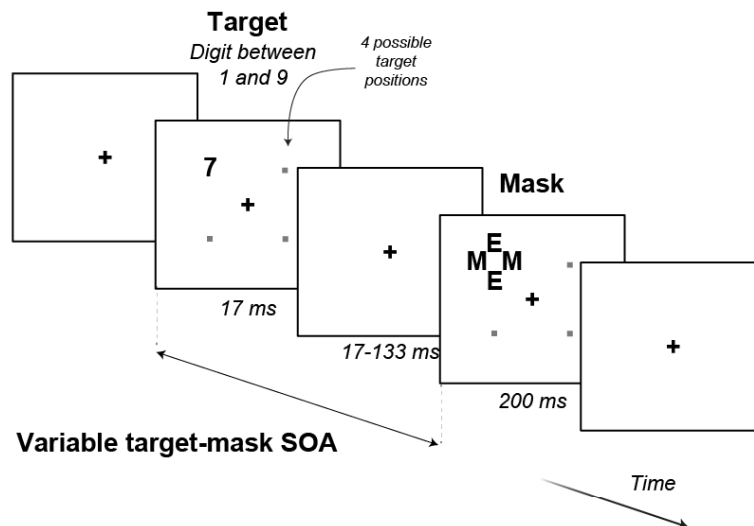 Target
Digit between
1 and 9
4 possible
target
positions
+
7
+
+
Mask
E
M M
E
+
+
17 ms
17-133 ms
200 ms
Variable target-mask SOA
Time